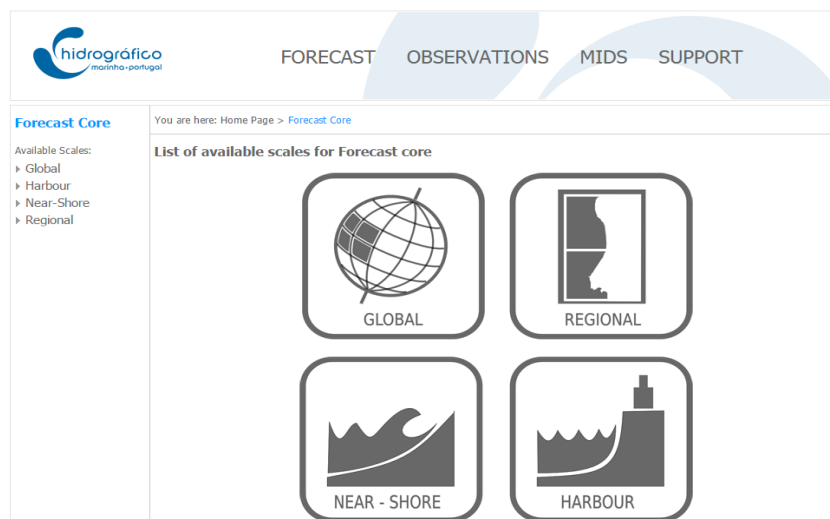 hidrográfico
marinha•portugal
FORECAST OBSERVATIONS MIDS SUPPORT
Forecast Core
Available Scales:
Global
Harbour
Near-Shore
Regional
You are here: Home Page > Forecast Core
List of available scales for Forecast core
GLOBAL
REGIONAL
NEAR - SHORE
HARBOUR